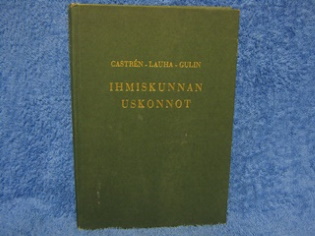 CASTRÉN - LAUHA - GULIN
IHMISKUNNAN
USKONNOT